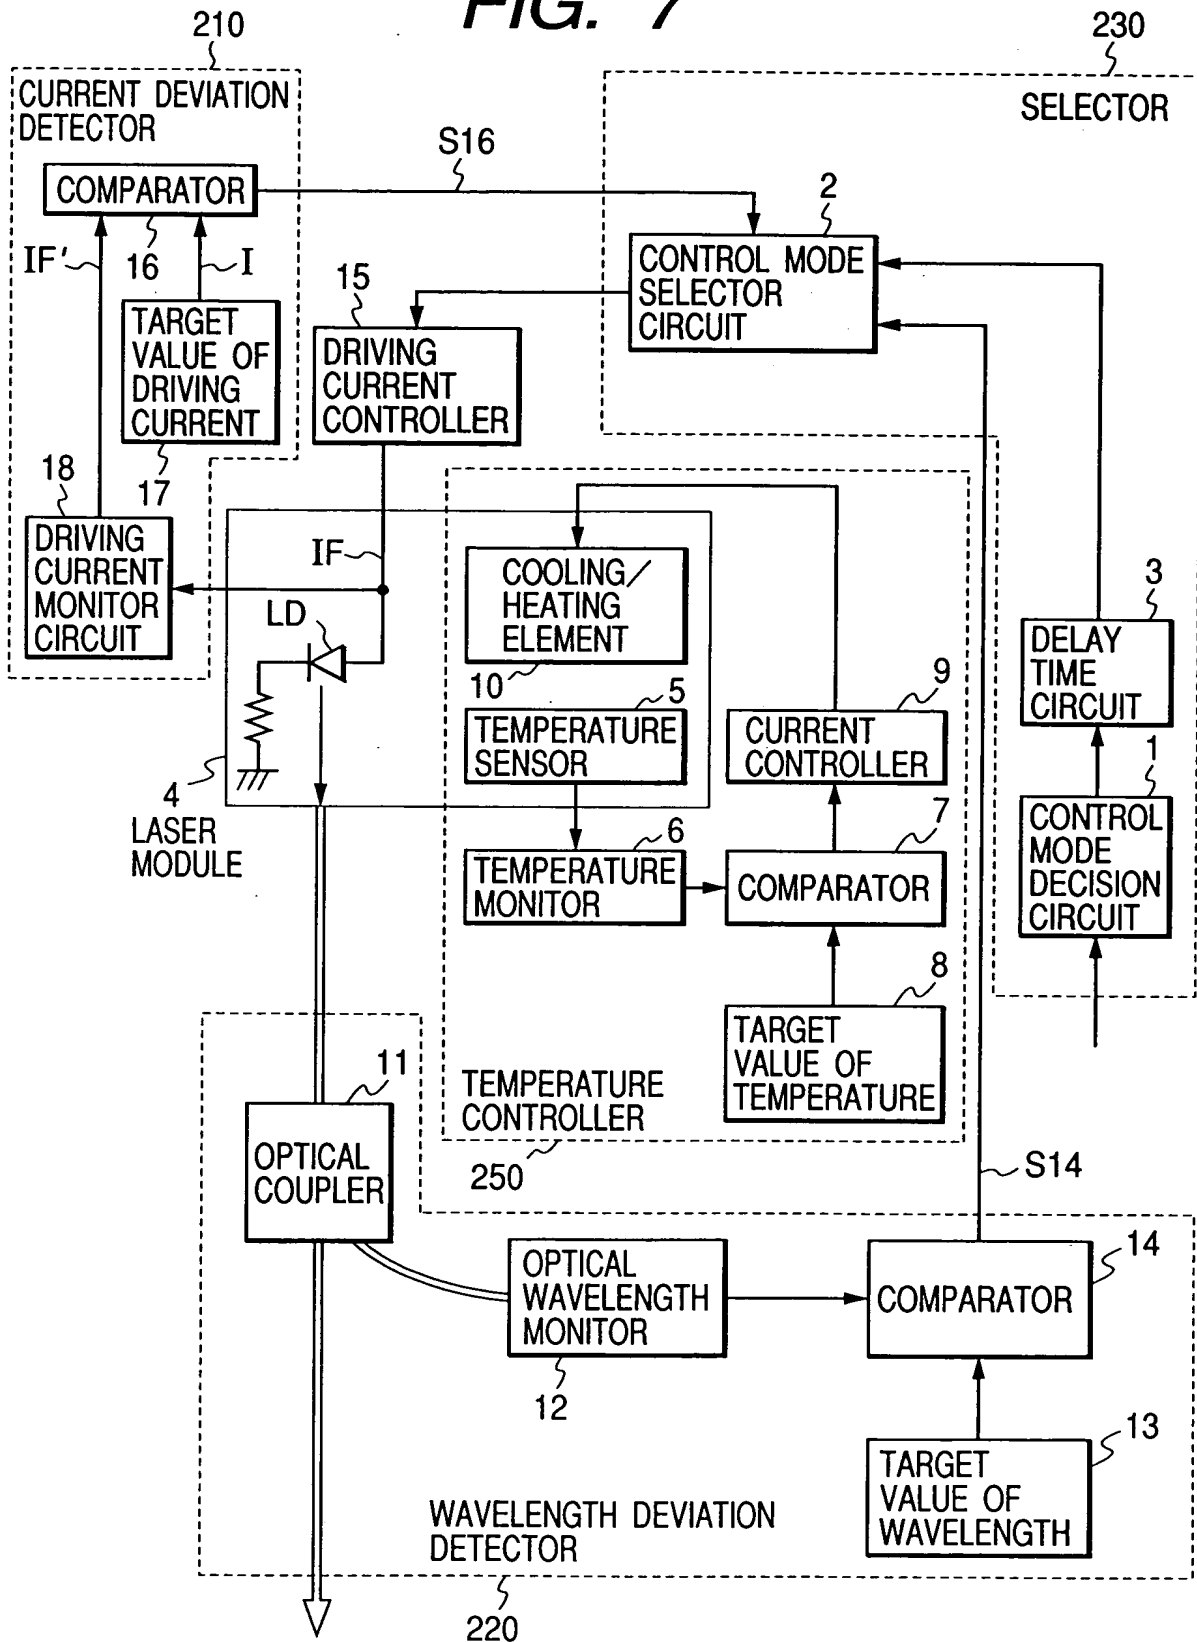 FIG. 7
210
230
CURRENT DEVIATION
DETECTOR
SELECTOR
S16
COMPARATOR
2
IF'
16
I
15
CONTROL MODE
SELECTOR
CIRCUIT
TARGET
VALUE OF
DRIVING
CURRENT
DRIVING
CURRENT
CONTROLLER
18
17
DRIVING
CURRENT
MONITOR
CIRCUIT
IF
LD
COOLING/
HEATING
ELEMENT
10
3
DELAY
TIME
CIRCUIT
5
9
TEMPERATURE
SENSOR
CURRENT
CONTROLLER
1
4
LASER
MODULE
6
7
CONTROL
MODE
DECISION
CIRCUIT
TEMPERATURE
MONITOR
COMPARATOR
8
TARGET
VALUE OF
TEMPERATURE
11
TEMPERATURE
CONTROLLER
OPTICAL
COUPLER
250
S14
OPTICAL
WAVELENGTH
MONITOR
14
COMPARATOR
12
13
TARGET
VALUE OF
WAVELENGTH
WAVELENGTH DEVIATION
DETECTOR
220